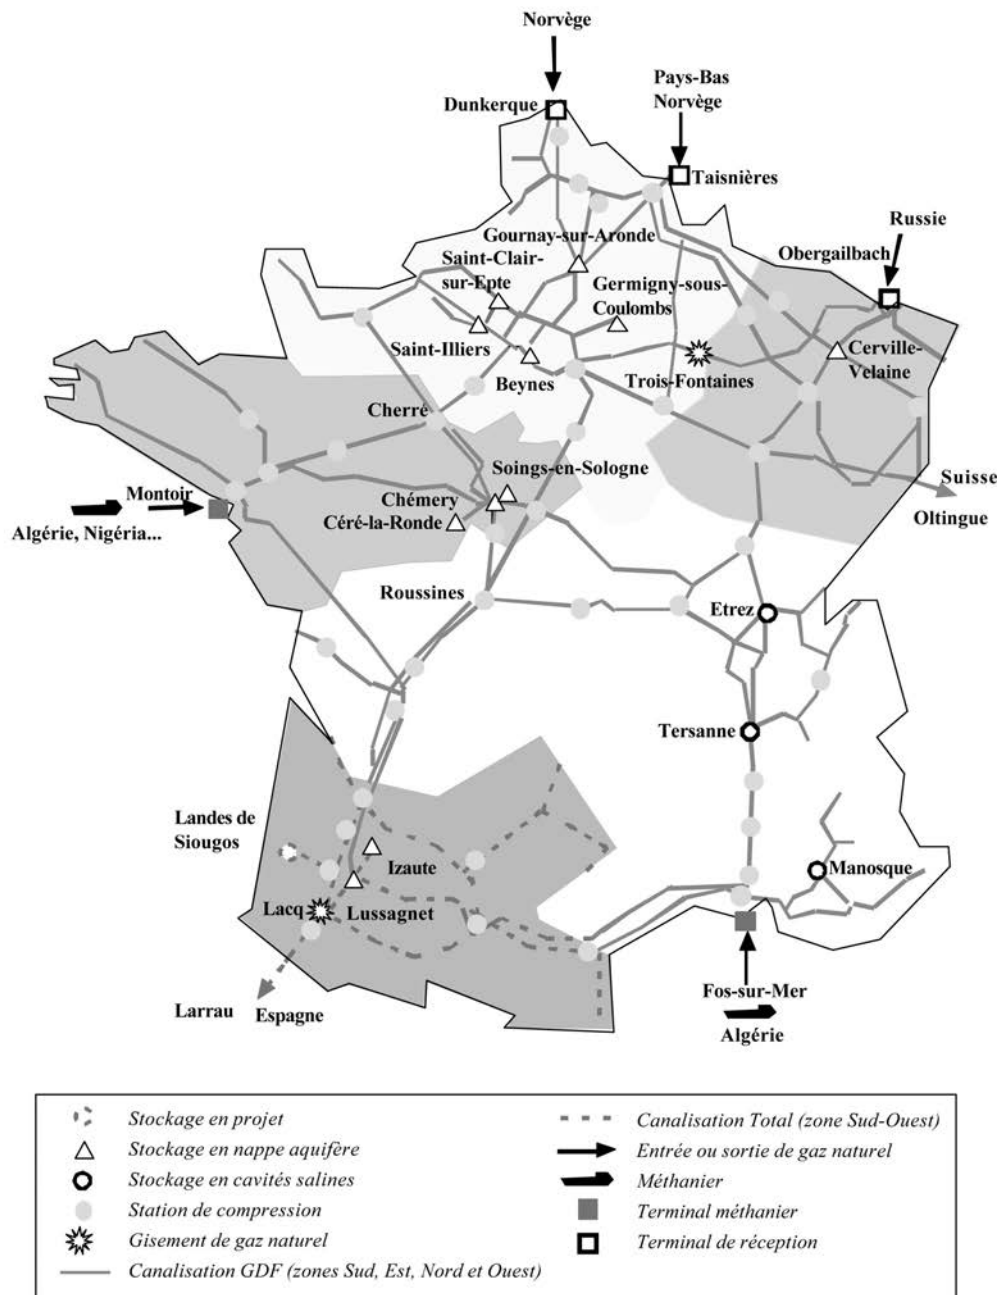 Norvège
Pays-Bas
Norvège
Dunkerque
Taisnières
Russie
Obergailbach
Gournay-sur-Aronde
Saint-Clair-
sur-Epte
Germigny-sous-
Coulombs
Saint-Illiers
Beynes
Trois-Fontaines
Cerville-
Velaine
Cherré
Soings-en-Sologne
Suisse
Oltingue
Montoir
Algérie, Nigéria...
Chémery
Céré-la-Ronde
Roussines
Etrez
Tersanne
Landes de
Siougos
Izaute
Manosque
Lacq
Lussagnet
Larrau
Espagne
Fos-sur-Mer
Algérie
Stockage en projet
Stockage en nappe aquifère
Stockage en cavités salines
Station de compression
Gisement de gaz naturel
Canalisation GDF (zones Sud, Est, Nord et Ouest)
Canalisation Total (zone Sud-Ouest)
Entrée ou sortie de gaz naturel
Méthanier
Terminal méthanier
Terminal de réception